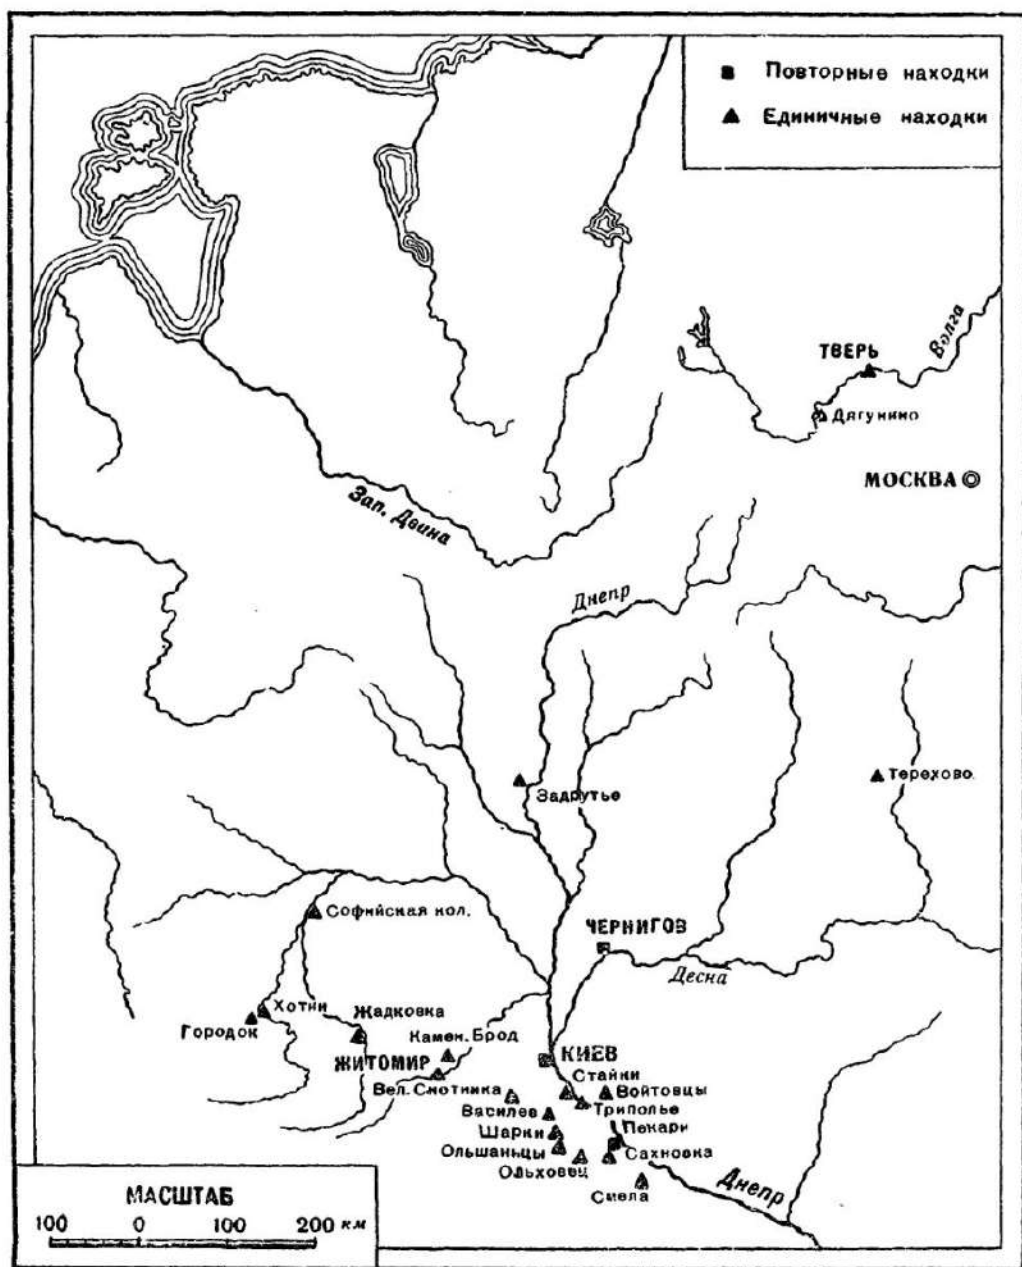 Повторные находки
Единичные находки
Волга
ТВЕРЬ
Дягунино
МОСКВА
Зап. Двина
Днепр
Терехово.
Задрутье
Софийская кол.
ЧЕРНИГОВ
Десна
Хотин
Городок
Жадковка
Камен. Брод
КИЕВ
ЖИТОМИР
Стайки
Вел. Снотинка
Войтовцы
Триполье
Василев
Пекари
Шарки
Ольшаньцы
Сахновка
Ольховец
Смела
Днепр
МАСШТАБ
100 0 100 200 км